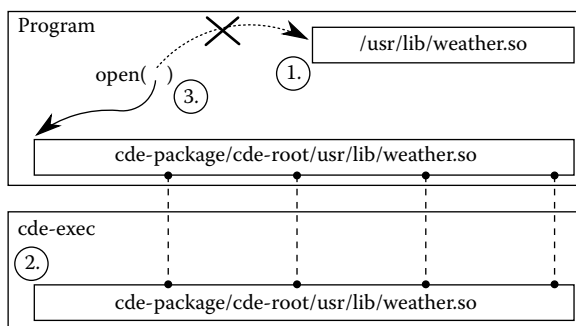 Program
/usr/lib/weather.so
open( )
1.
3.
cde-package/cde-root/usr/lib/weather.so
cde-exec
2.
cde-package/cde-root/usr/lib/weather.so